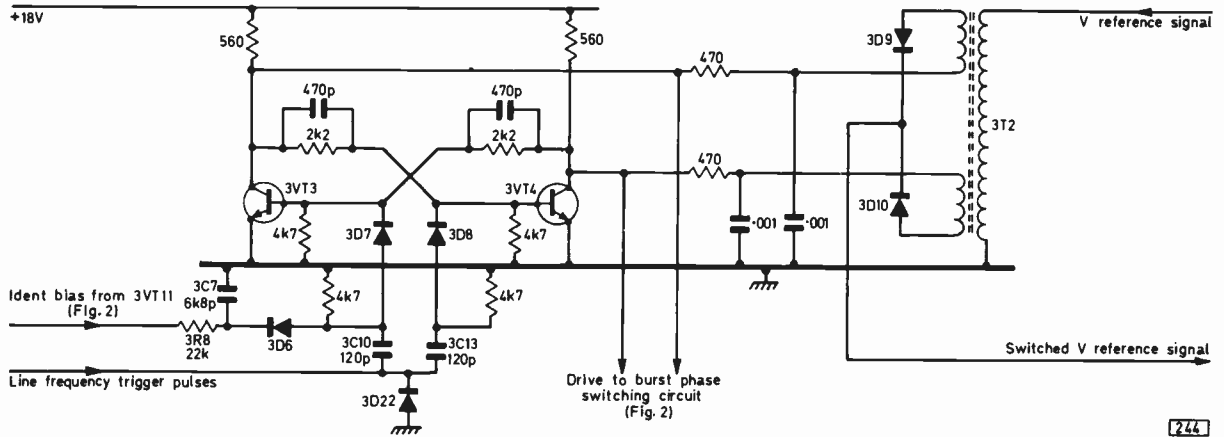 +18V
V reference signal
560
560
3D9
470
470p
470p
2k2
2k2
3T2
470
3VT3
3VT4
3D10
4k7
3D7
3D8
4k7
·001
·001
Ident bias from 3VT11
(Fig. 2)
3C7
6k8p
4k7
4k7
3R8
22k
3D6
3C10
120p
3C13
120p
Switched V reference signal
Line frequency trigger pulses
Drive to burst phase
switching circuit
(Fig. 2)
3D22
244